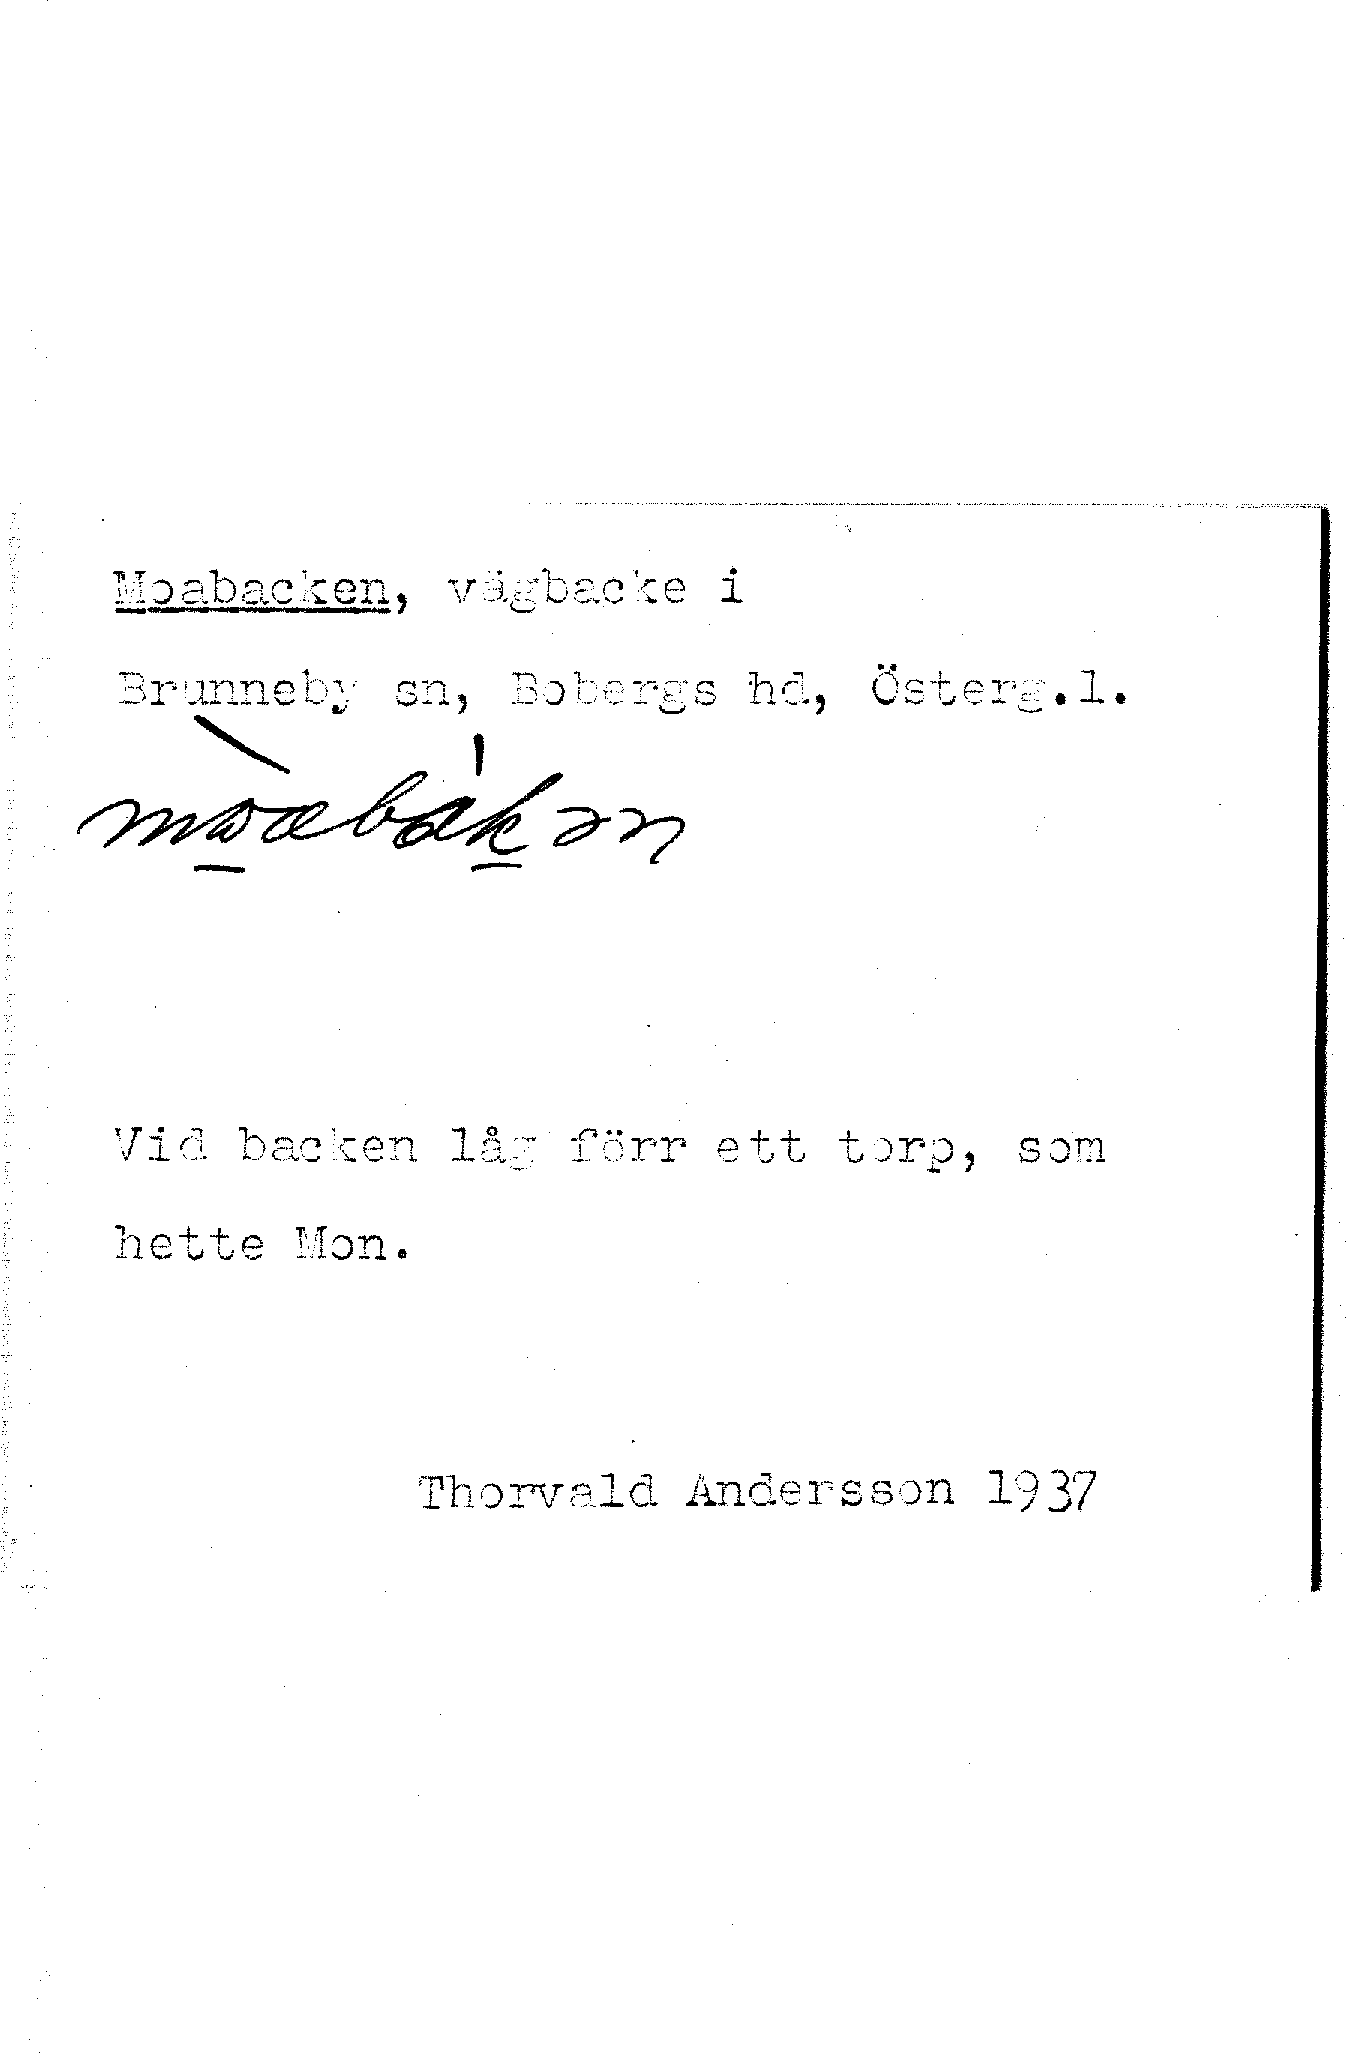 Moabacken, vägbacke i
Brunneby sn, Bobergs hd, Österg.l.
mωabakən
Vid backen låg förr ett torp, som
hette Mon.
Thorvald Andersson 1937